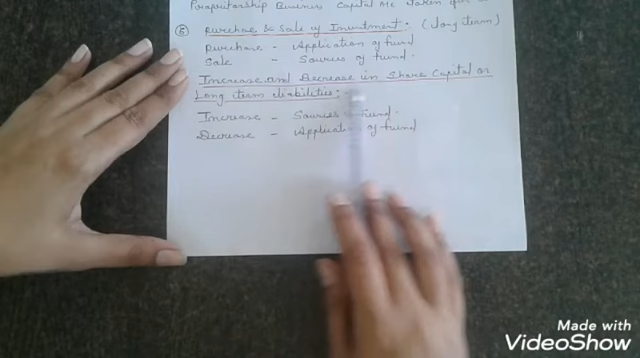 Proprietorship Business Capital A/c taken
⑥ Purchase & Sale of Investment: (Long term)
Purchase - Application of fund
Sale - Sources of fund.
Increase and Decrease in Share Capital or
Long term liabilities:
Increase - Sources of Fund.
Decrease - Application of fund
Made with
VideoShow